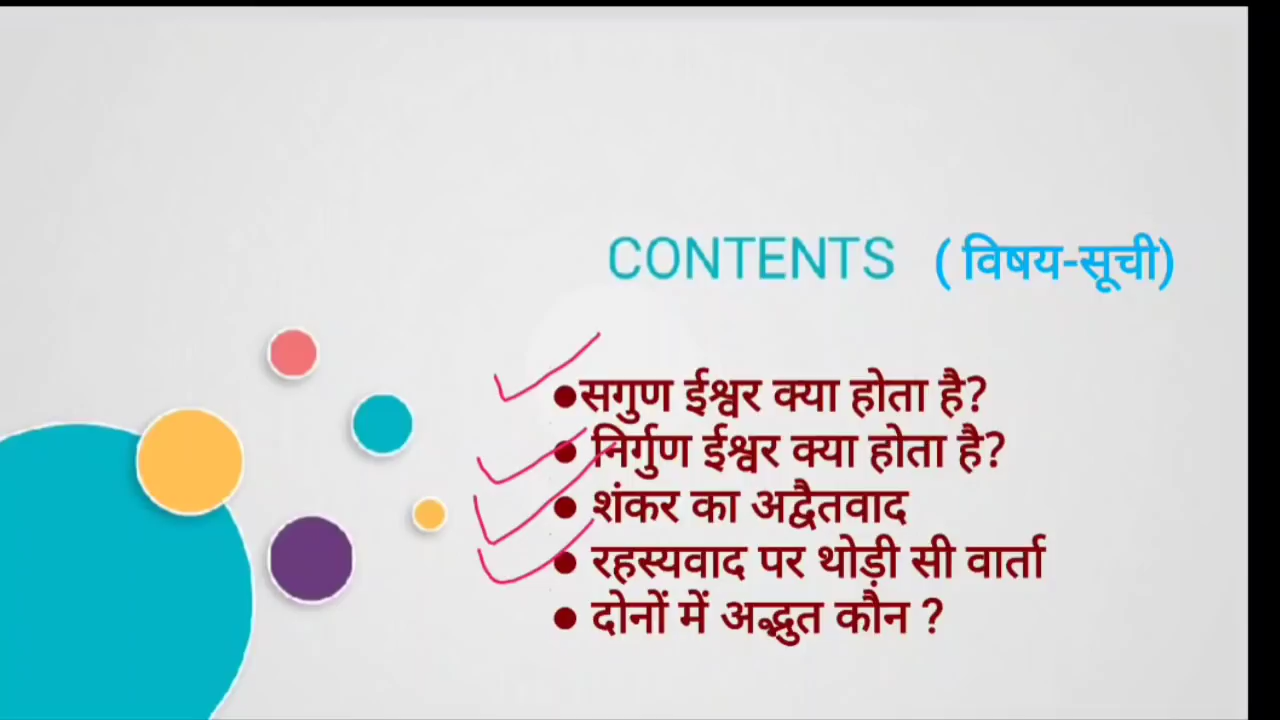 CONTENTS ( विषय-सूची)
●सगुण ईश्वर क्या होता है?
● निर्गुण ईश्वर क्या होता है?
● शंकर का अद्वैतवाद
● रहस्यवाद पर थोड़ी सी वार्ता
● दोनों में अद्भुत कौन ?